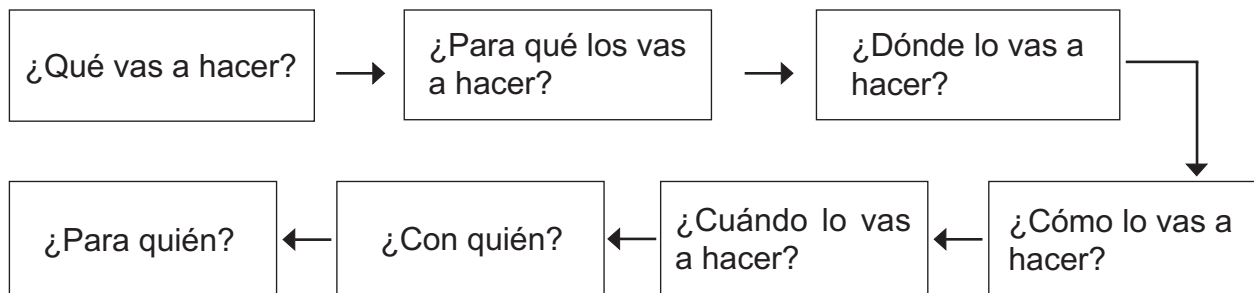 ¿Qué vas a hacer?
¿Para qué los vas
a hacer?
¿Dónde lo vas a
hacer?
¿Cómo lo vas a
hacer?
¿Cuándo lo vas
a hacer?
¿Con quién?
¿Para quién?